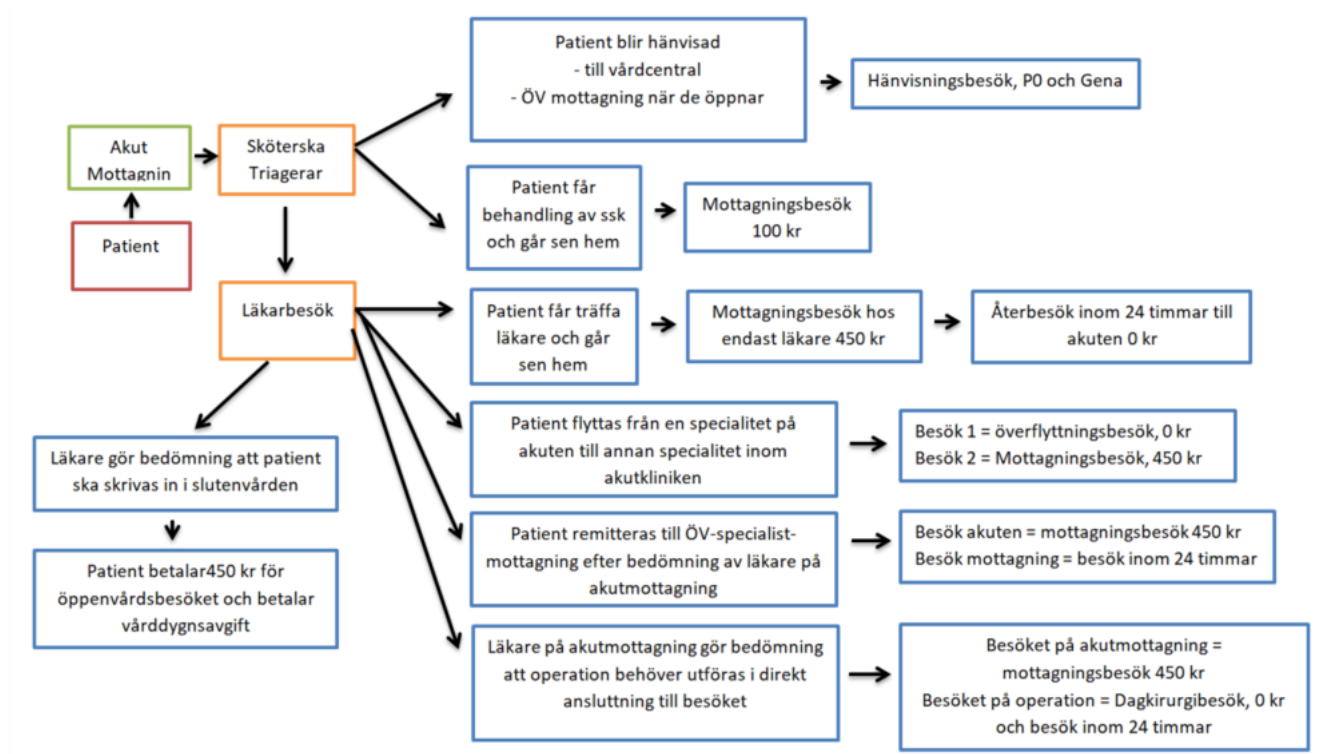 Patient blir hänvisad
- till vårdcentral
- ÖV mottagning när de öppnar
Hänvisningsbesök, P0 och Gena
Akut
Mottagnin
Sköterska
Triagerar
Patient
Patient får
behandling av ssk
och går sen hem
Mottagningsbesök
100 kr
Läkarbesök
Patient får träffa
läkare och går
sen hem
Mottagningsbesök hos
endast läkare 450 kr
Återbesök inom 24 timmar till
akuten 0 kr
Patient flyttas från en specialitet på
akuten till annan specialitet inom
akutkliniken
Besök 1 = överflyttningsbesök, 0 kr
Besök 2 = Mottagningsbesök, 450 kr
Läkare gör bedömning att patient
ska skrivas in i slutenvården
Patient betalar450 kr för
öppenvårdsbesöket och betalar
vårddygnsavgift
Patient remitteras till ÖV-specialist-
mottagning efter bedömning av läkare på
akutmottagning
Besök akuten = mottagningsbesök 450 kr
Besök mottagning = besök inom 24 timmar
Läkare på akutmottagning gör bedömning
att operation behöver utföras i direkt
ansluttning till besöket
Besöket på akutmottagning =
mottagningsbesök 450 kr
Besöket på operation = Dagkirurgibesök, 0 kr
och besök inom 24 timmar